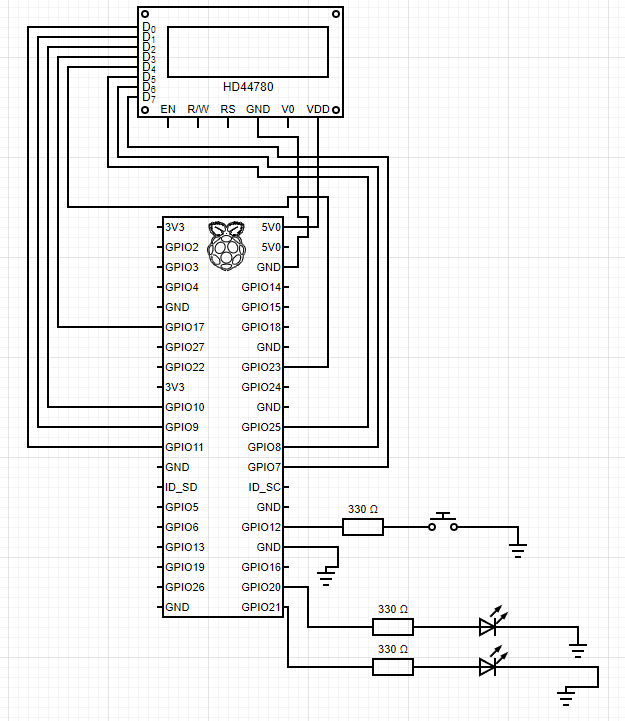 D0
D1
D2
D3
D4
D5
D6
D7
HD44780
EN R/W RS GND V0 VDD
3V3 5V0
GPIO2 5V0
GPIO3 GND
GPIO4 GPIO14
GND GPIO15
GPIO17 GPIO18
GPIO27 GND
GPIO22 GPIO23
3V3 GPIO24
GPIO10 GND
GPIO9 GPIO25
GPIO11 GPIO8
GND GPIO7
ID_SD ID_SC
GPIO5 GND
330 Ω
GPIO6 GPIO12
GPIO13 GND
GPIO19 GPIO16
GPIO26 GPIO20
GND GPIO21
330 Ω
330 Ω